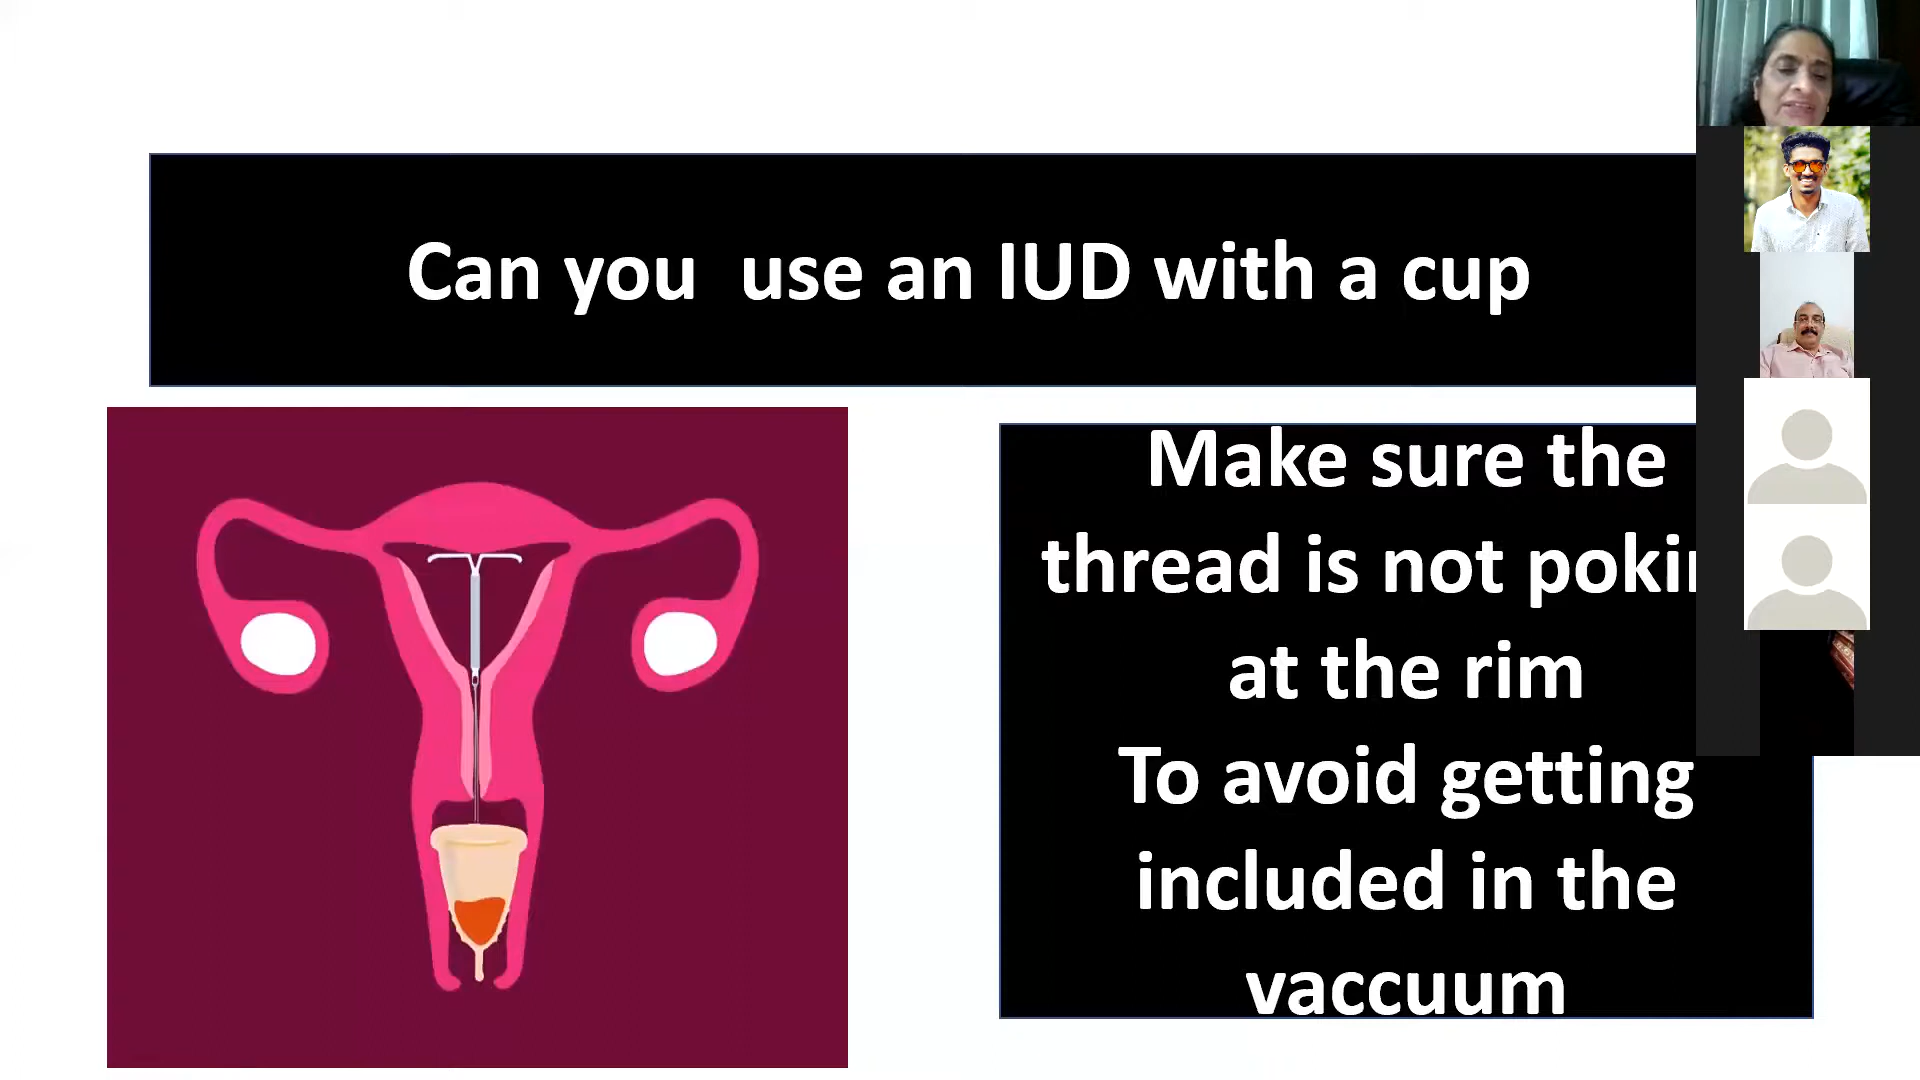 Can you use an IUD with a cup
Make sure the
thread is not
at the rim
To avoid getting
included in the
vaccuum